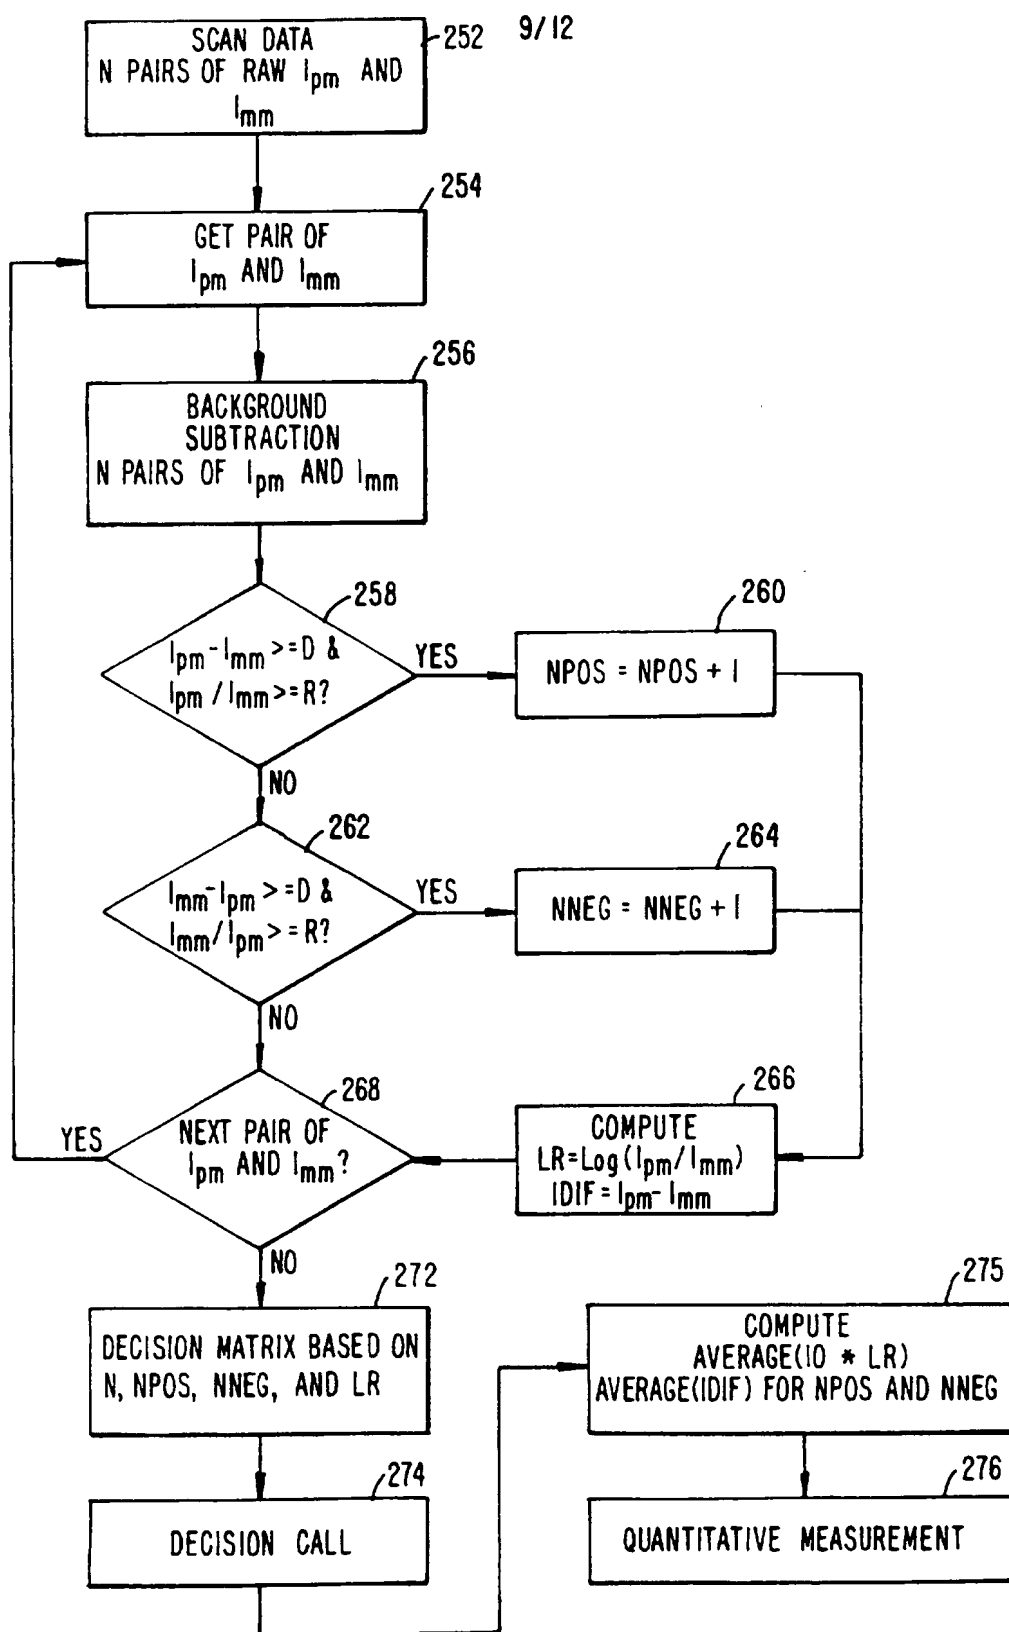 9/12
252
SCAN DATA
N PAIRS OF RAW Ipm AND
Imm
254
GET PAIR OF
Ipm AND Imm
256
BACKGROUND
SUBTRACTION
N PAIRS OF Ipm AND Imm
258
Ipm-Imm >=D &
Ipm / Imm >=R?
YES
260
NPOS = NPOS + 1
NO
262
Imm-Ipm >=D &
Imm/Ipm >=R?
YES
264
NNEG = NNEG + 1
NO
268
NEXT PAIR OF
Ipm AND Imm?
YES
266
COMPUTE
LR=Log(Ipm/Imm)
IDIF=Ipm-Imm
NO
272
DECISION MATRIX BASED ON
N, NPOS, NNEG, AND LR
274
DECISION CALL
275
COMPUTE
AVERAGE(10 * LR)
AVERAGE(IDIF) FOR NPOS AND NNEG
276
QUANTITATIVE MEASUREMENT